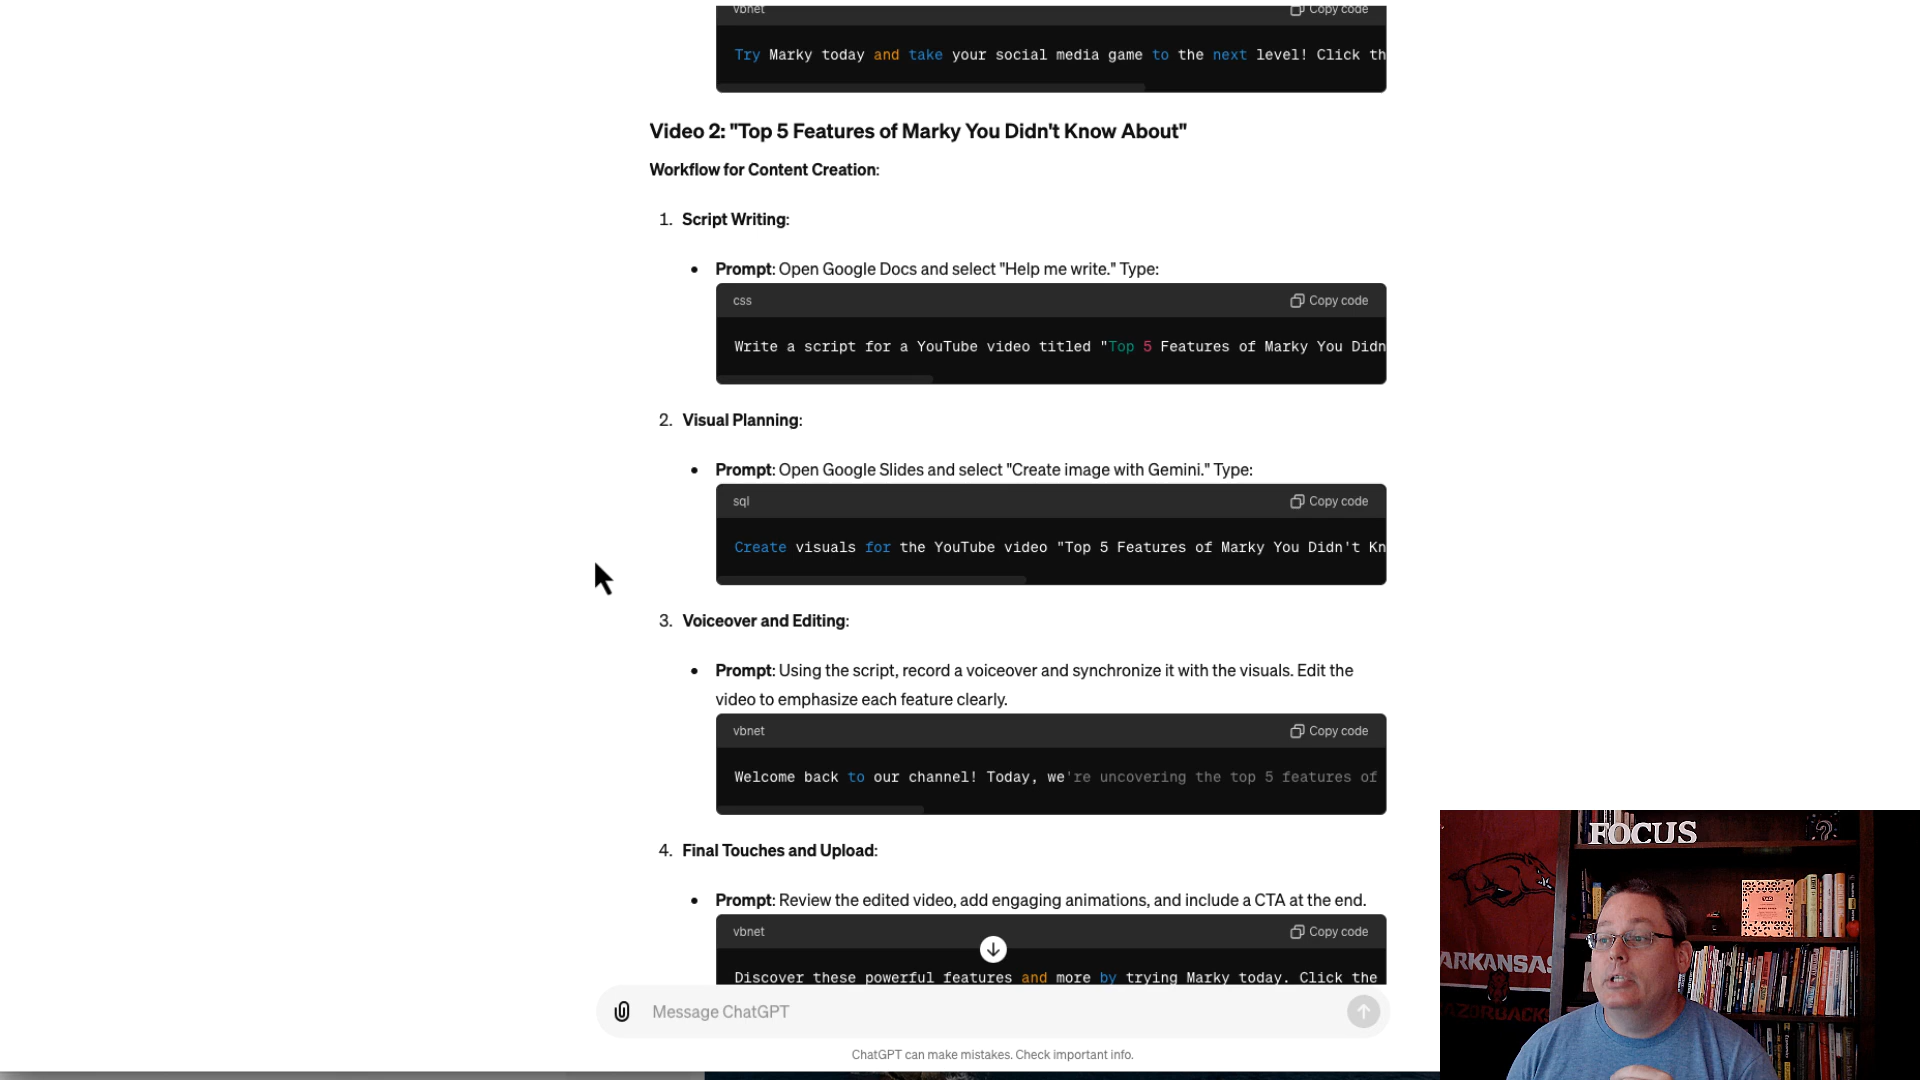 vbnet
Copy code
Try Marky today and take your social media game to the next level! Click th
Video 2: "Top 5 Features of Marky You Didn't Know About"
Workflow for Content Creation:
1. Script Writing:
• Prompt: Open Google Docs and select "Help me write." Type:
css
Copy code
Write a script for a YouTube video titled "Top 5 Features of Marky You Didn
2. Visual Planning:
• Prompt: Open Google Slides and select "Create image with Gemini." Type:
sql
Copy code
Create visuals for the YouTube video "Top 5 Features of Marky You Didn't Kn
3. Voiceover and Editing:
• Prompt: Using the script, record a voiceover and synchronize it with the visuals. Edit the
video to emphasize each feature clearly.
vbnet
Copy code
Welcome back to our channel! Today, we're uncovering the top 5 features of
4. Final Touches and Upload:
• Prompt: Review the edited video, add engaging animations, and include a CTA at the end.
vbnet
Copy code
Discover these powerful features and more by trying Marky today. Click the
Message ChatGPT
ChatGPT can make mistakes. Check important info.
FOCUS
ARKANSAS
RAZORBACKS